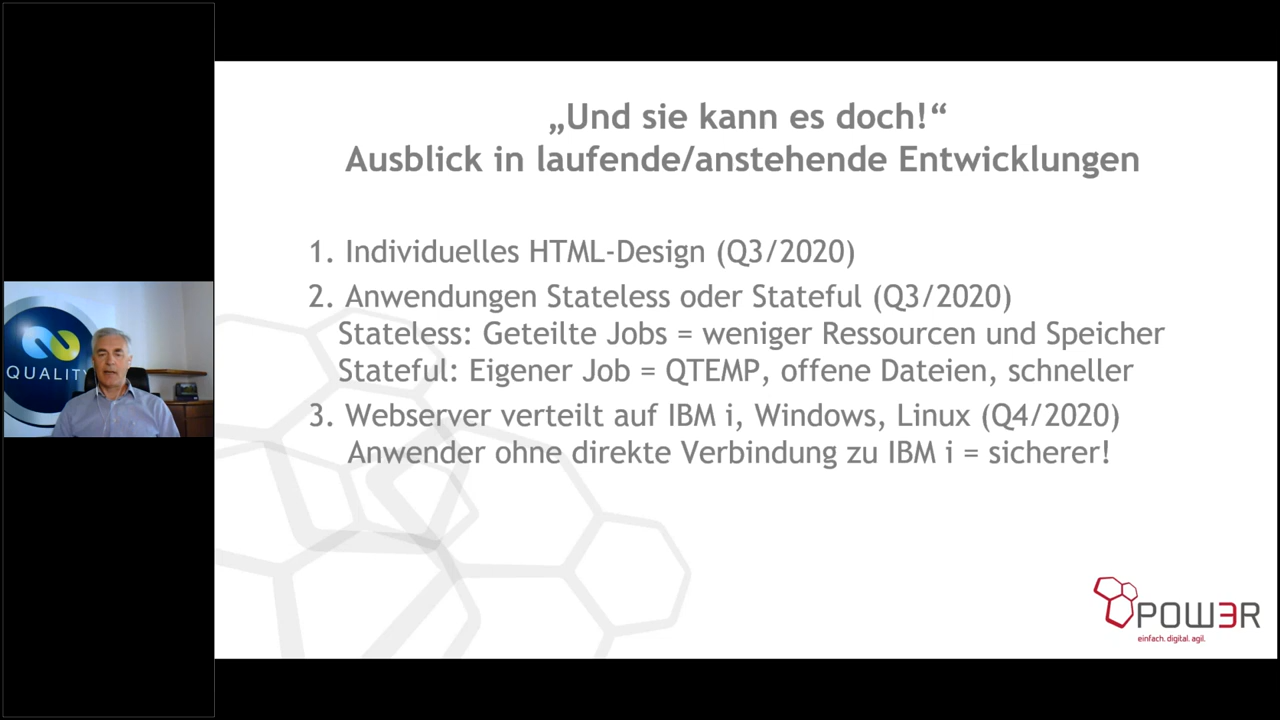 „Und sie kann es doch!“
Ausblick in laufende/anstehende Entwicklungen
1. Individuelles HTML-Design (Q3/2020)
2. Anwendungen Stateless oder Stateful (Q3/2020)
Stateless: Geteilte Jobs = weniger Ressourcen und Speicher
Stateful: Eigener Job = QTEMP, offene Dateien, schneller
3. Webserver verteilt auf IBM i, Windows, Linux (Q4/2020)
Anwender ohne direkte Verbindung zu IBM i = sicherer!
QUALITY
POW3R
einfach. digital. agil.